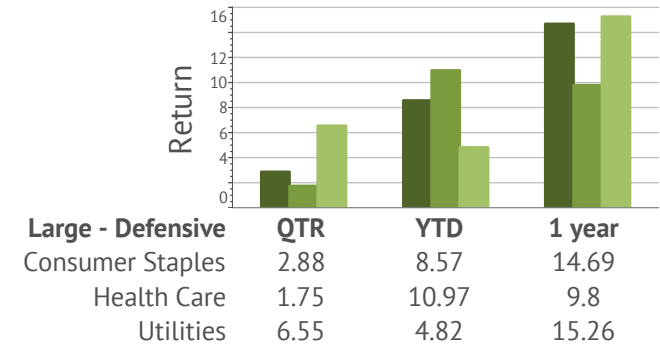 16
12
10
8
6
4
0
Return
Large - Defensive QTR YTD 1 year
Consumer Staples 2.88 8.57 14.69
Health Care 1.75 10.97 9.8
Utilities 6.55 4.82 15.26